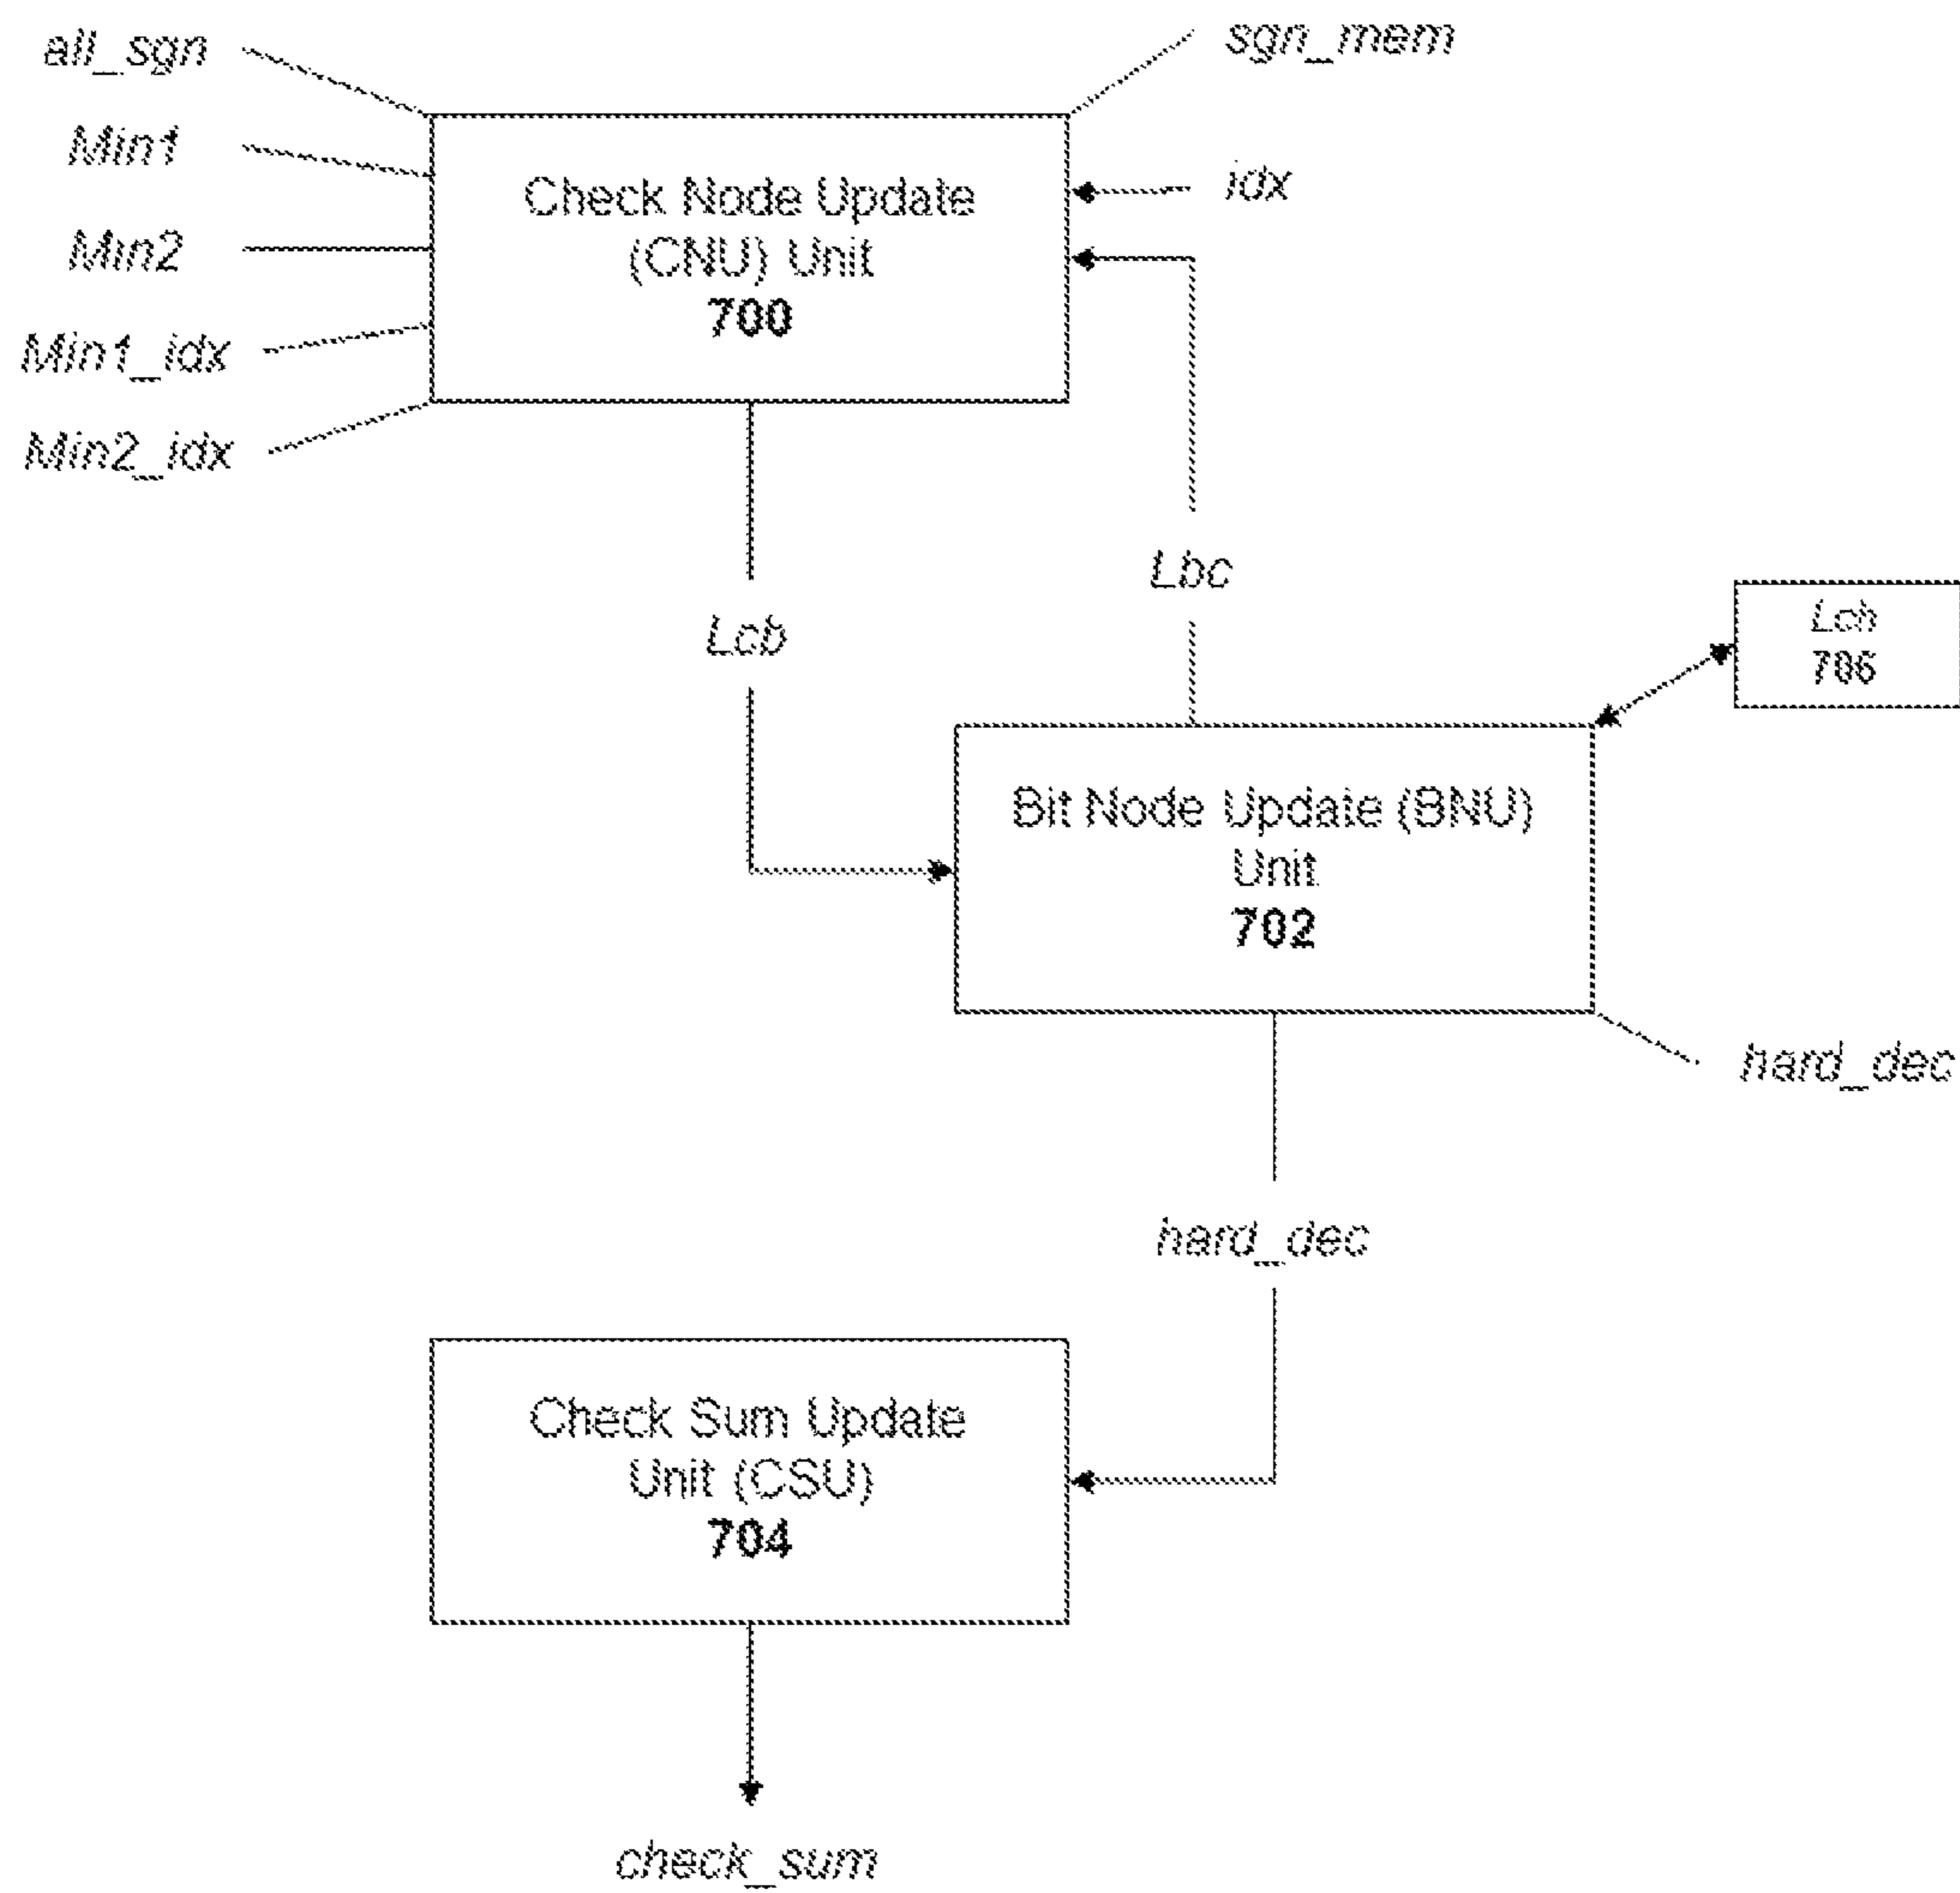 all_sgn
sgn_mem
Min1
idx
Min2
Min1_idx
Min2_idx
Check Node Update
(CNU) Unit
700
Lbc
Lcb
Lch
706
Bit Node Update (BNU)
Unit
702
hard_dec
hard_dec
Check Sum Update
Unit (CSU)
704
check_sum